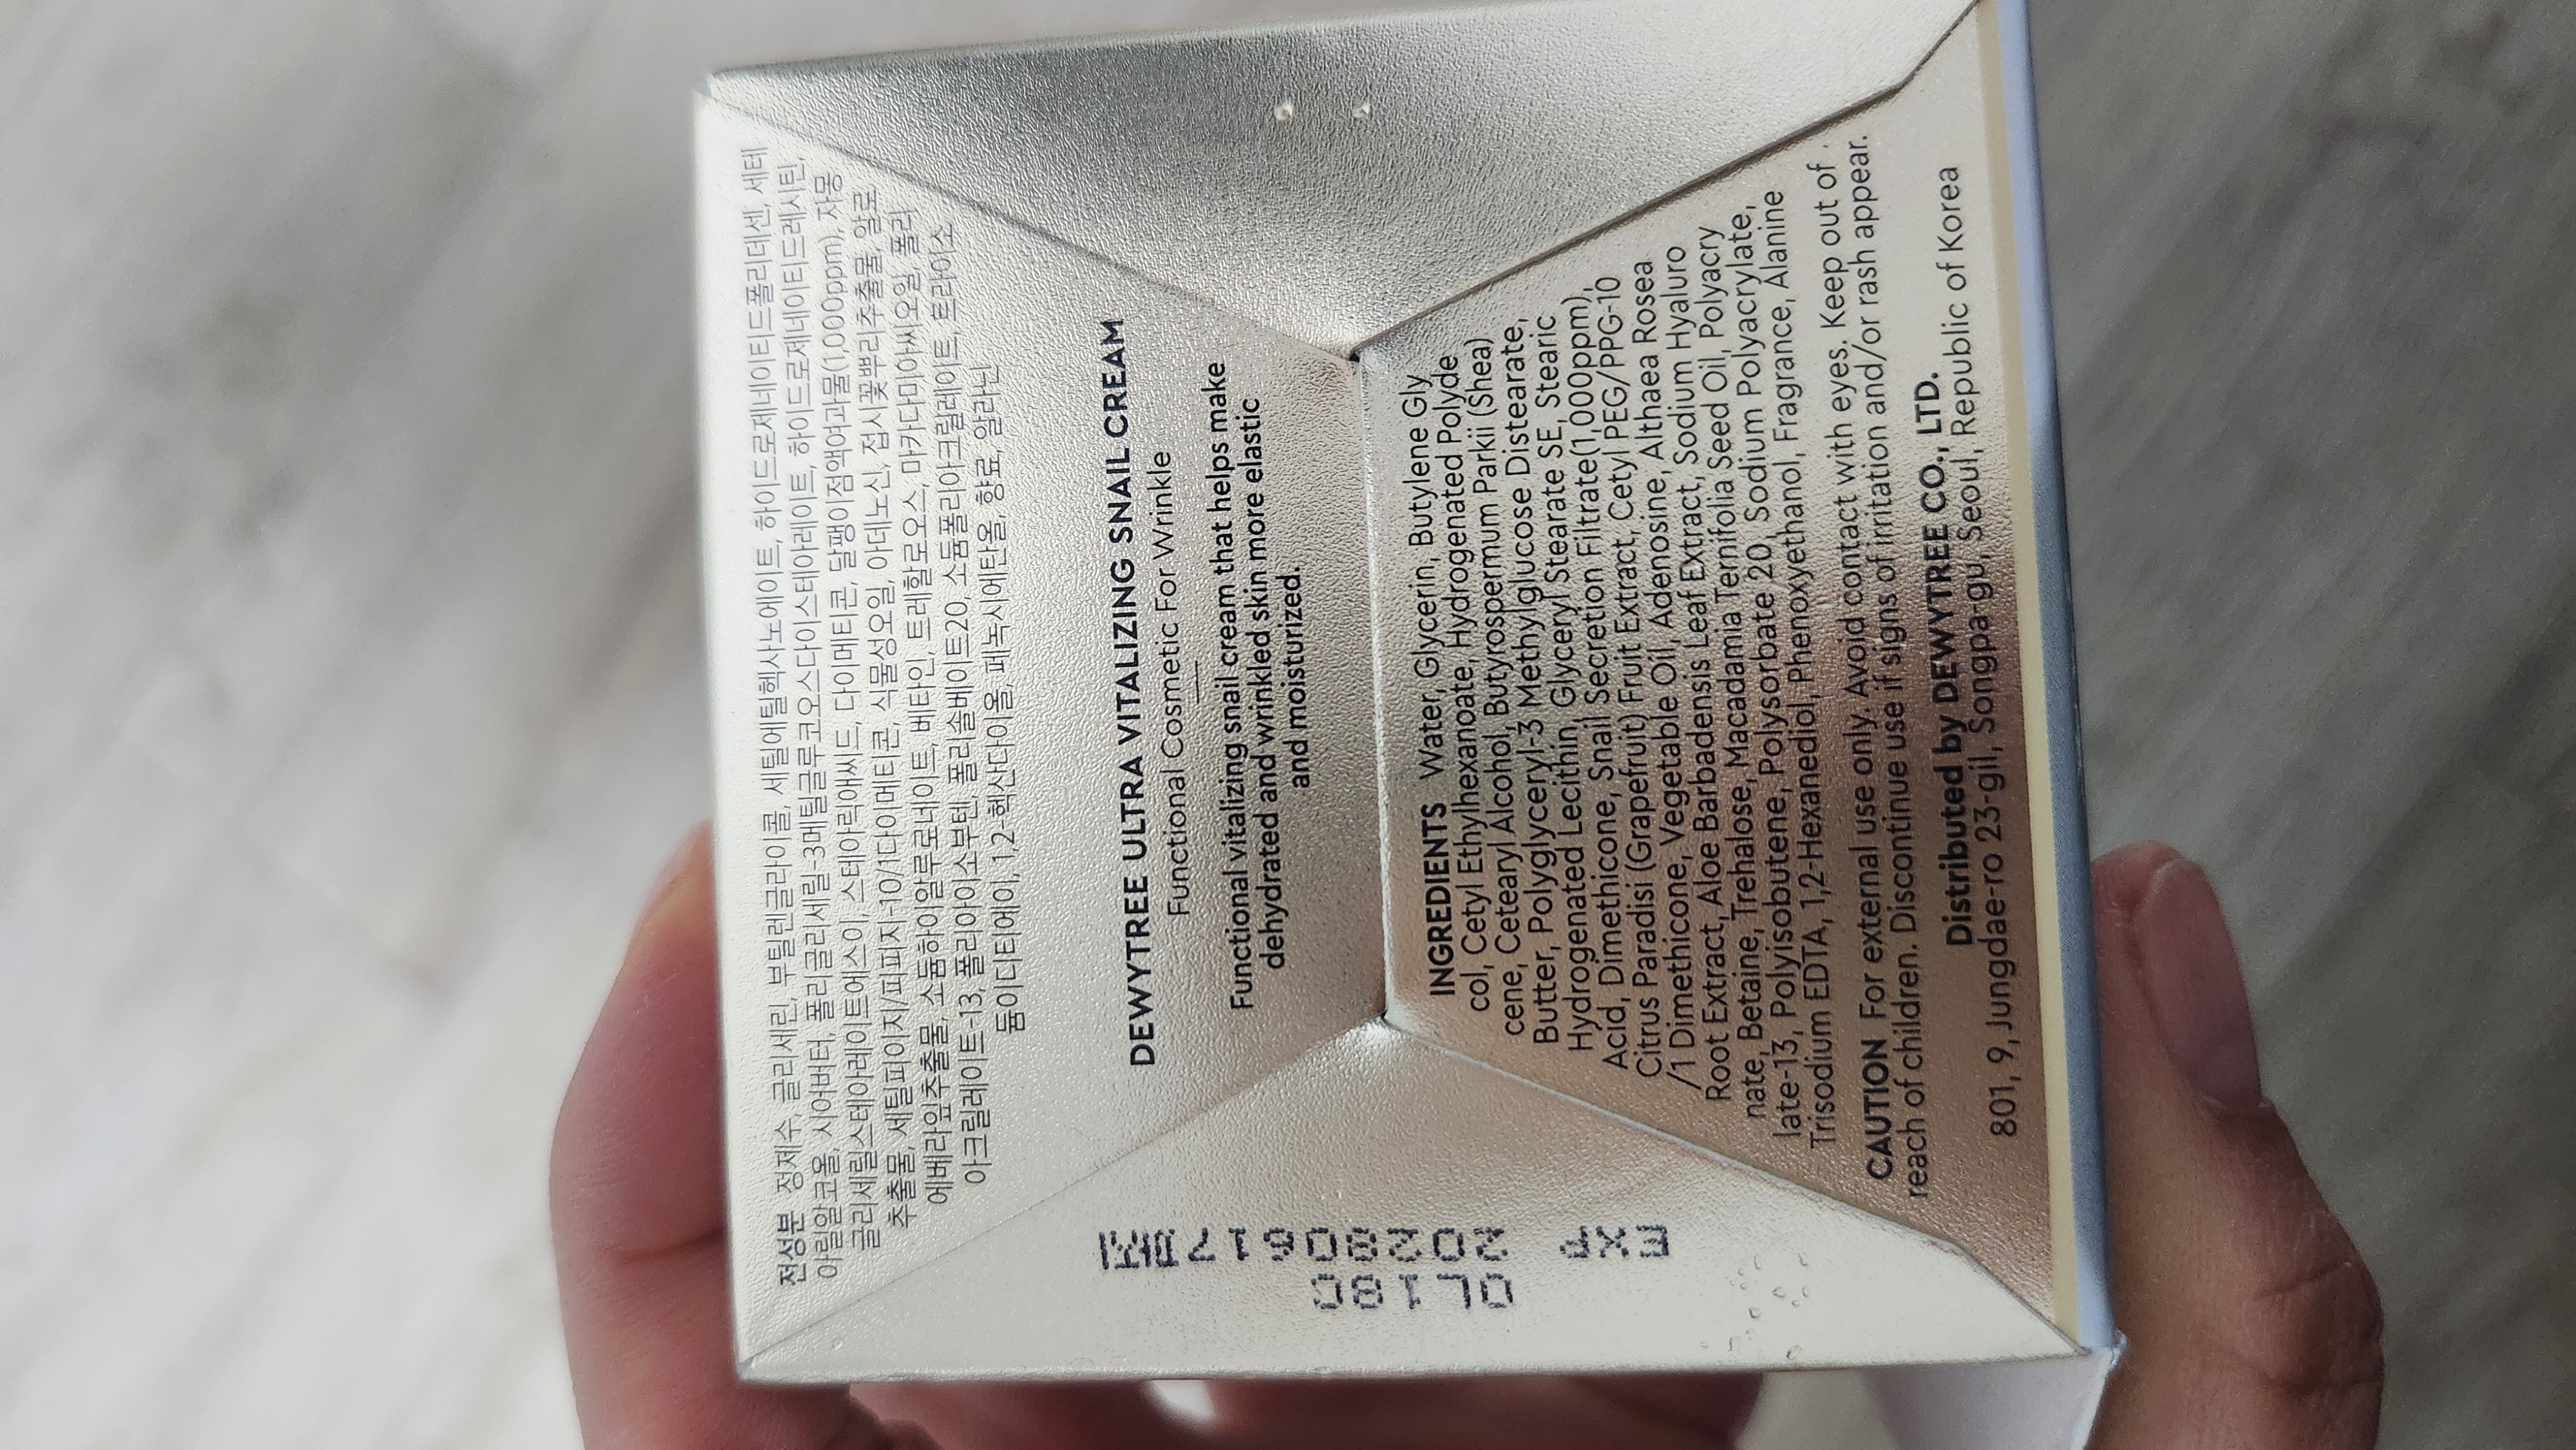 전성분 정제수, 글리세린, 부틸렌글라이콜, 세틸에틸헥사노에이트, 하이드로제네이티드폴리데센, 세테
아릴알코올, 시어버터, 폴리글리세릴-3메틸글루코오스다이스테아레이트, 하이드로제네이티드레시틴,
글리세릴스테아레이트에스이, 스테아릭애씨드, 다이메티콘, 달팽이점액여과물(1,000ppm), 자몽
추출물, 세틸피이지/피피지-10/1다이메티콘, 식물성오일, 아데노신, 접시꽃뿌리추출물, 알로
에베라잎추출물, 소듐하이알루로네이트, 베타인, 트레할로오스, 마카다미아씨오일, 폴리
아크릴레이트-13, 폴리아이소부텐, 폴리솔베이트20, 소듐폴리아크릴레이트, 트라이소
듐이디티에이, 1,2-헥산다이올, 페녹시에탄올, 향료, 알라닌
DEWYTREE ULTRA VITALIZING SNAIL CREAM
Functional Cosmetic For Wrinkle
Functional vitalizing snail cream that helps make
dehydrated and wrinkled skin more elastic
and moisturized.
INGREDIENTS Water, Glycerin, Butylene Gly
col, Cetyl Ethylhexanoate, Hydrogenated Polyde
cene, Cetearyl Alcohol, Butyrospermum Parkii (Shea)
Butter, Polyglyceryl-3 Methylglucose Distearate,
Hydrogenated Lecithin, Glyceryl Stearate SE, Stearic
Acid, Dimethicone, Snail Secretion Filtrate(1,000ppm),
Citrus Paradisi (Grapefruit) Fruit Extract, Cetyl PEG/PPG-10
/1 Dimethicone, Vegetable Oil, Adenosine, Althaea Rosea
Root Extract, Aloe Barbadensis Leaf Extract, Sodium Hyaluro
nate, Betaine, Trehalose, Macadamia Ternifolia Seed Oil, Polyacry
late-13, Polyisobutene, Polysorbate 20, Sodium Polyacrylate,
Trisodium EDTA, 1,2-Hexanediol, Phenoxyethanol, Fragrance, Alanine
CAUTION For external use only. Avoid contact with eyes. Keep out of
reach of children. Discontinue use if signs of irritation and/or rash appear.
Distributed by DEWYTREE CO., LTD.
801, 9, Jungdae-ro 23-gil, Songpa-gu, Seoul, Republic of Korea
EXP 20280617까지
OL18C